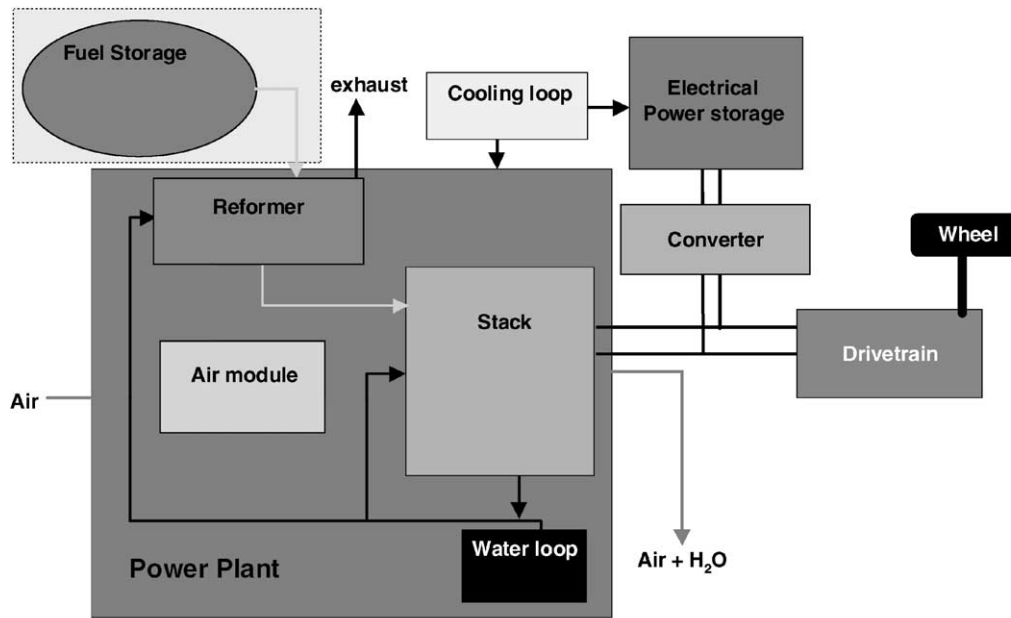 Fuel Storage
exhaust
Cooling loop
Electrical
Power storage
Reformer
Converter
Wheel
Stack
Drivetrain
Air module
Air
Water loop
Air + H₂O
Power Plant